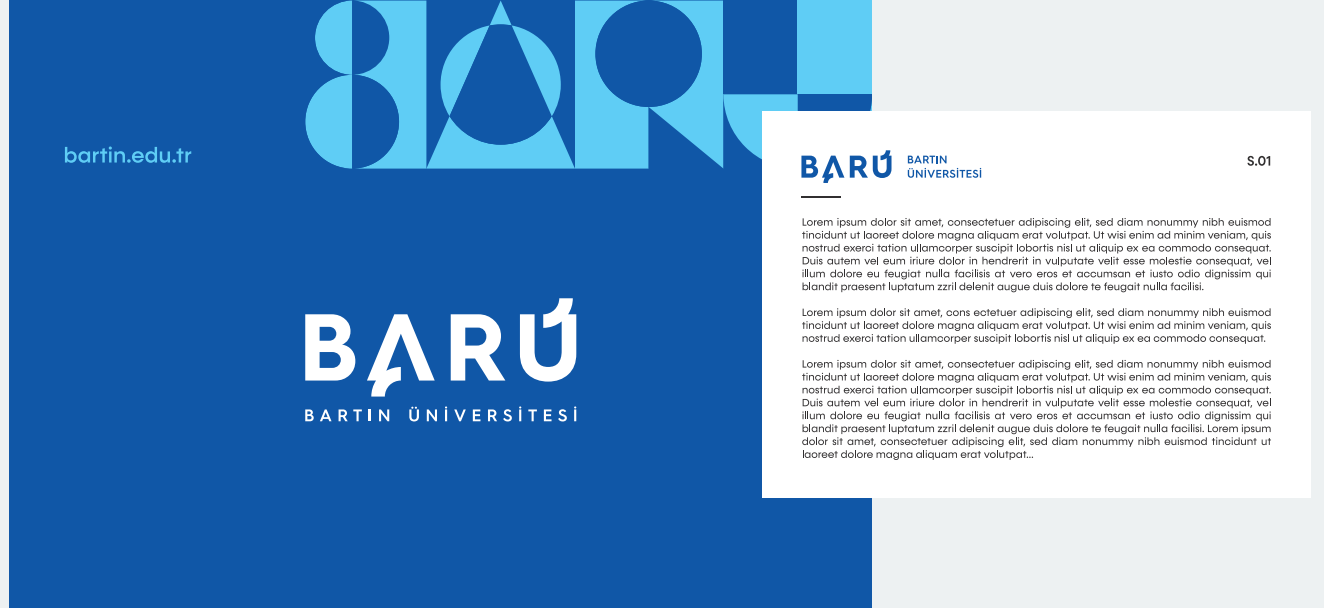 BARU
bartin.edu.tr
BARÚ
BARTIN ÜNİVERSİTESİ
BARÚ
BARTIN
ÜNİVERSİTESİ
S.01
Lorem ipsum dolor sit amet, consectetuer adipiscing elit, sed diam nonummy nibh euismod
tincidunt ut laoreet dolore magna aliquam erat volutpat. Ut wisi enim ad minim veniam, quis
nostrud exerci tation ullamcorper suscipit lobortis nisl ut aliquip ex ea commodo consequat.
Duis autem vel eum iriure dolor in hendrerit in vulputate velit esse molestie consequat, vel
illum dolore eu feugiat nulla facilisis at vero eros et accumsan et iusto odio dignissim qui
blandit praesent luptatum zzril delenit augue duis dolore te feugait nulla facilisi.
Lorem ipsum dolor sit amet, cons ectetuer adipiscing elit, sed diam nonummy nibh euismod
tincidunt ut laoreet dolore magna aliquam erat volutpat. Ut wisi enim ad minim veniam, quis
nostrud exerci tation ullamcorper suscipit lobortis nisl ut aliquip ex ea commodo consequat.
Lorem ipsum dolor sit amet, consectetuer adipiscing elit, sed diam nonummy nibh euismod
tincidunt ut laoreet dolore magna aliquam erat volutpat. Ut wisi enim ad minim veniam, quis
nostrud exerci tation ullamcorper suscipit lobortis nisl ut aliquip ex ea commodo consequat.
Duis autem vel eum iriure dolor in hendrerit in vulputate velit esse molestie consequat, vel
illum dolore eu feugiat nulla facilisis at vero eros et accumsan et iusto odio dignissim qui
blandit praesent luptatum zzril delenit augue duis dolore te feugait nulla facilisi. Lorem ipsum
dolor sit amet, consectetuer adipiscing elit, sed diam nonummy nibh euismod tincidunt ut
laoreet dolore magna aliquam erat volutpat...